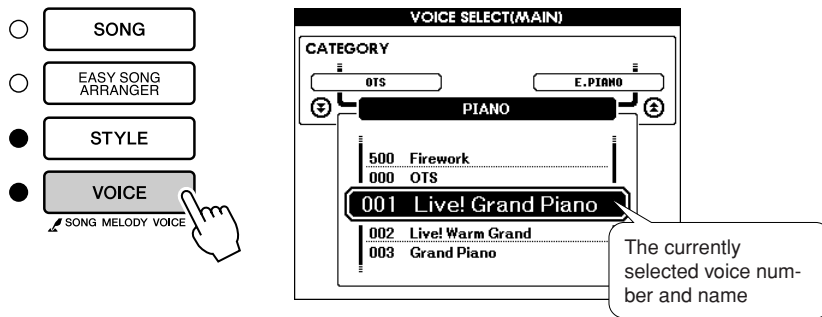 SONG
EASY SONG
ARRANGER
STYLE
VOICE
SONG MELODY VOICE
VOICE SELECT(MAIN)
CATEGORY
OTS
E.PIANO
PIANO
500 Firework
000 OTS
001 Live! Grand Piano
002 Live! Warm Grand
003 Grand Piano
The currently
selected voice num-
ber and name